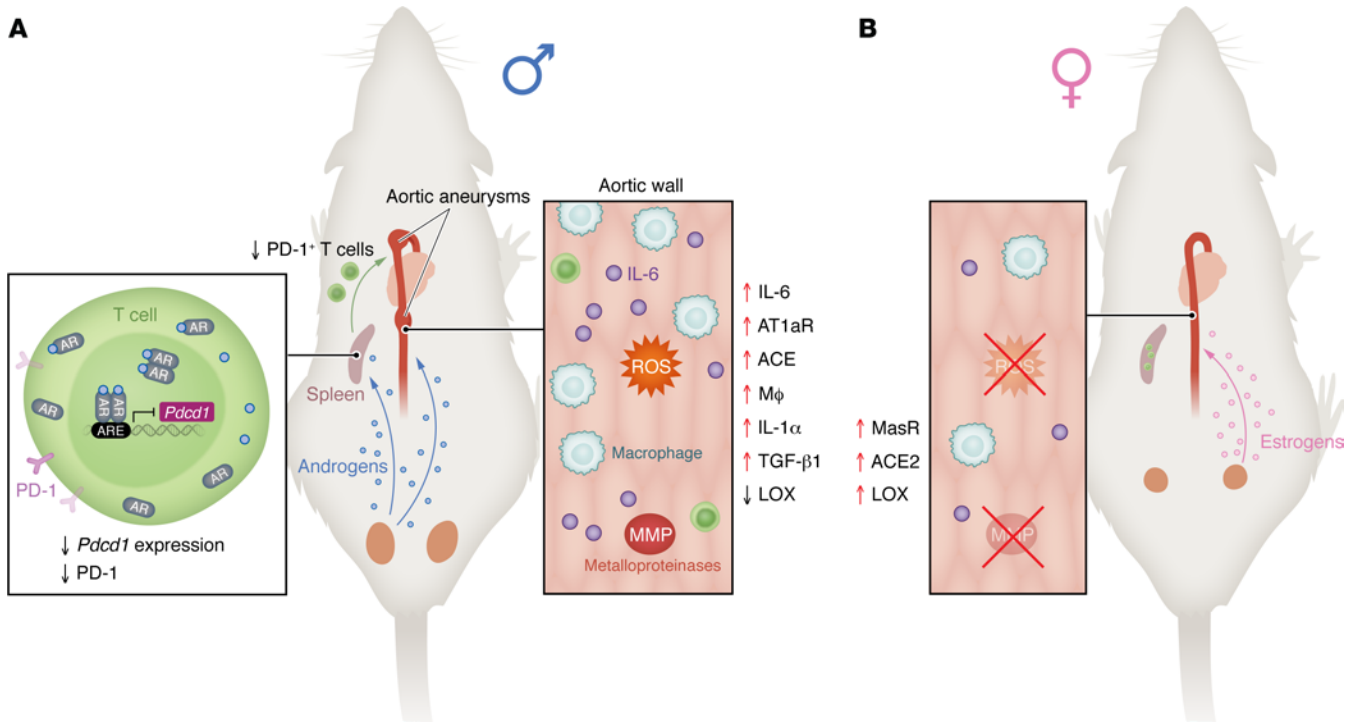 A
Aortic aneurysms
↓ PD-1⁺ T cells
T cell
AR
AR
AR
AR
AR
AR
AR
AR
ARE
Pdcd1
PD-1
↓ Pdcd1 expression
↓ PD-1
Spleen
Androgens
Aortic wall
IL-6
ROS
Macrophage
MMP
Metalloproteinases
↑ IL-6
↑ AT1aR
↑ ACE
↑ Mϕ
↑ IL-1α
↑ TGF-β1
↓ LOX
B
↑ MasR
↑ ACE2
↑ LOX
ROS
MMP
Estrogens